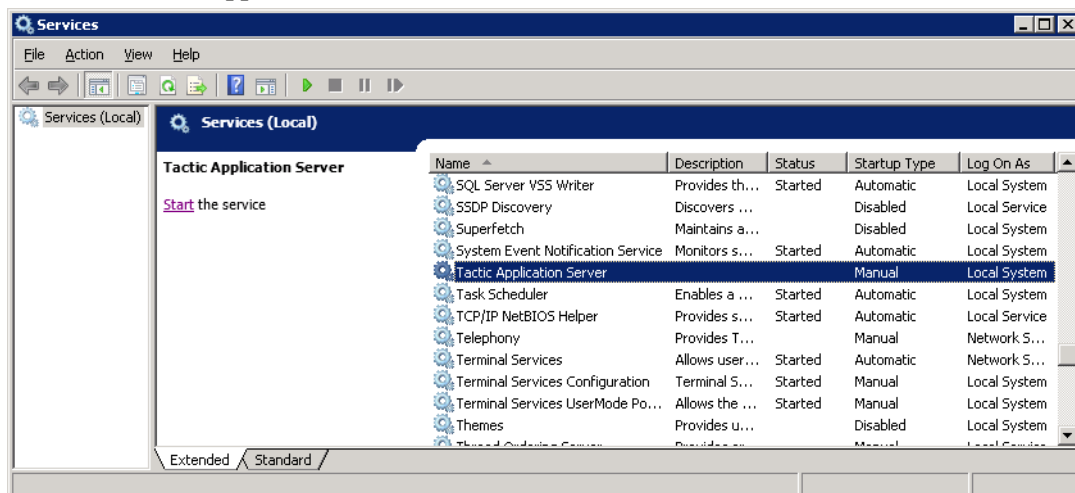 Services
File Action View Help
Services (Local)
Services (Local)
Tactic Application Server
Start the service
Name Description Status Startup Type Log On As
SQL Server VSS Writer Provides th... Started Automatic Local System
SSDP Discovery Discovers ... Disabled Local Service
Superfetch Maintains a... Disabled Local System
System Event Notification Service Monitors s... Started Automatic Local System
Tactic Application Server Manual Local System
Task Scheduler Enables a ... Started Automatic Local System
TCP/IP NetBIOS Helper Provides s... Started Automatic Local Service
Telephony Provides T... Manual Network S...
Terminal Services Allows user... Started Automatic Network S...
Terminal Services Configuration Terminal S... Started Manual Local System
Terminal Services UserMode Po... Allows the ... Started Manual Local System
Themes Provides u... Disabled Local System
Extended Standard